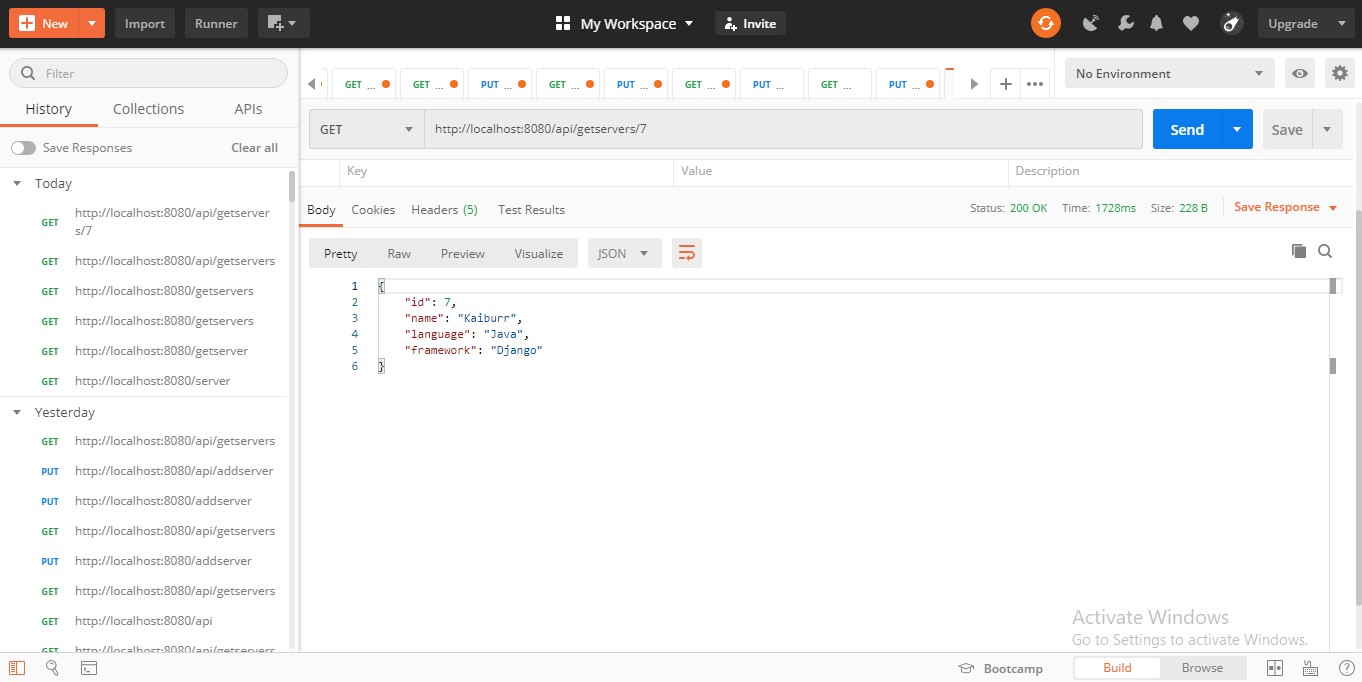 New
Import
Runner
My Workspace
Invite
Upgrade
Filter
History
Collections
APIs
Save Responses
Clear all
Today
GET http://localhost:8080/api/getserver
s/7
GET http://localhost:8080/api/getservers
GET http://localhost:8080/getservers
GET http://localhost:8080/getservers
GET http://localhost:8080/getserver
GET http://localhost:8080/server
Yesterday
GET http://localhost:8080/api/getservers
PUT http://localhost:8080/api/addserver
PUT http://localhost:8080/addserver
GET http://localhost:8080/api/getservers
PUT http://localhost:8080/addserver
GET http://localhost:8080/api/getservers
GET http://localhost:8080/api
GET http://localhost:8080/api/getservers
GET ... GET ... PUT ... GET ... PUT ... GET ... PUT ... GET ... PUT ...
No Environment
GET
http://localhost:8080/api/getservers/7
Send
Save
Key Value Description
Body Cookies Headers (5) Test Results
Status: 200 OK Time: 1728ms Size: 228 B
Save Response
Pretty Raw Preview Visualize
JSON
1 {
2 "id": 7,
3 "name": "Kaiburr",
4 "language": "Java",
5 "framework": "Django"
6 }
Activate Windows
Go to Settings to activate Windows.
Bootcamp
Build
Browse